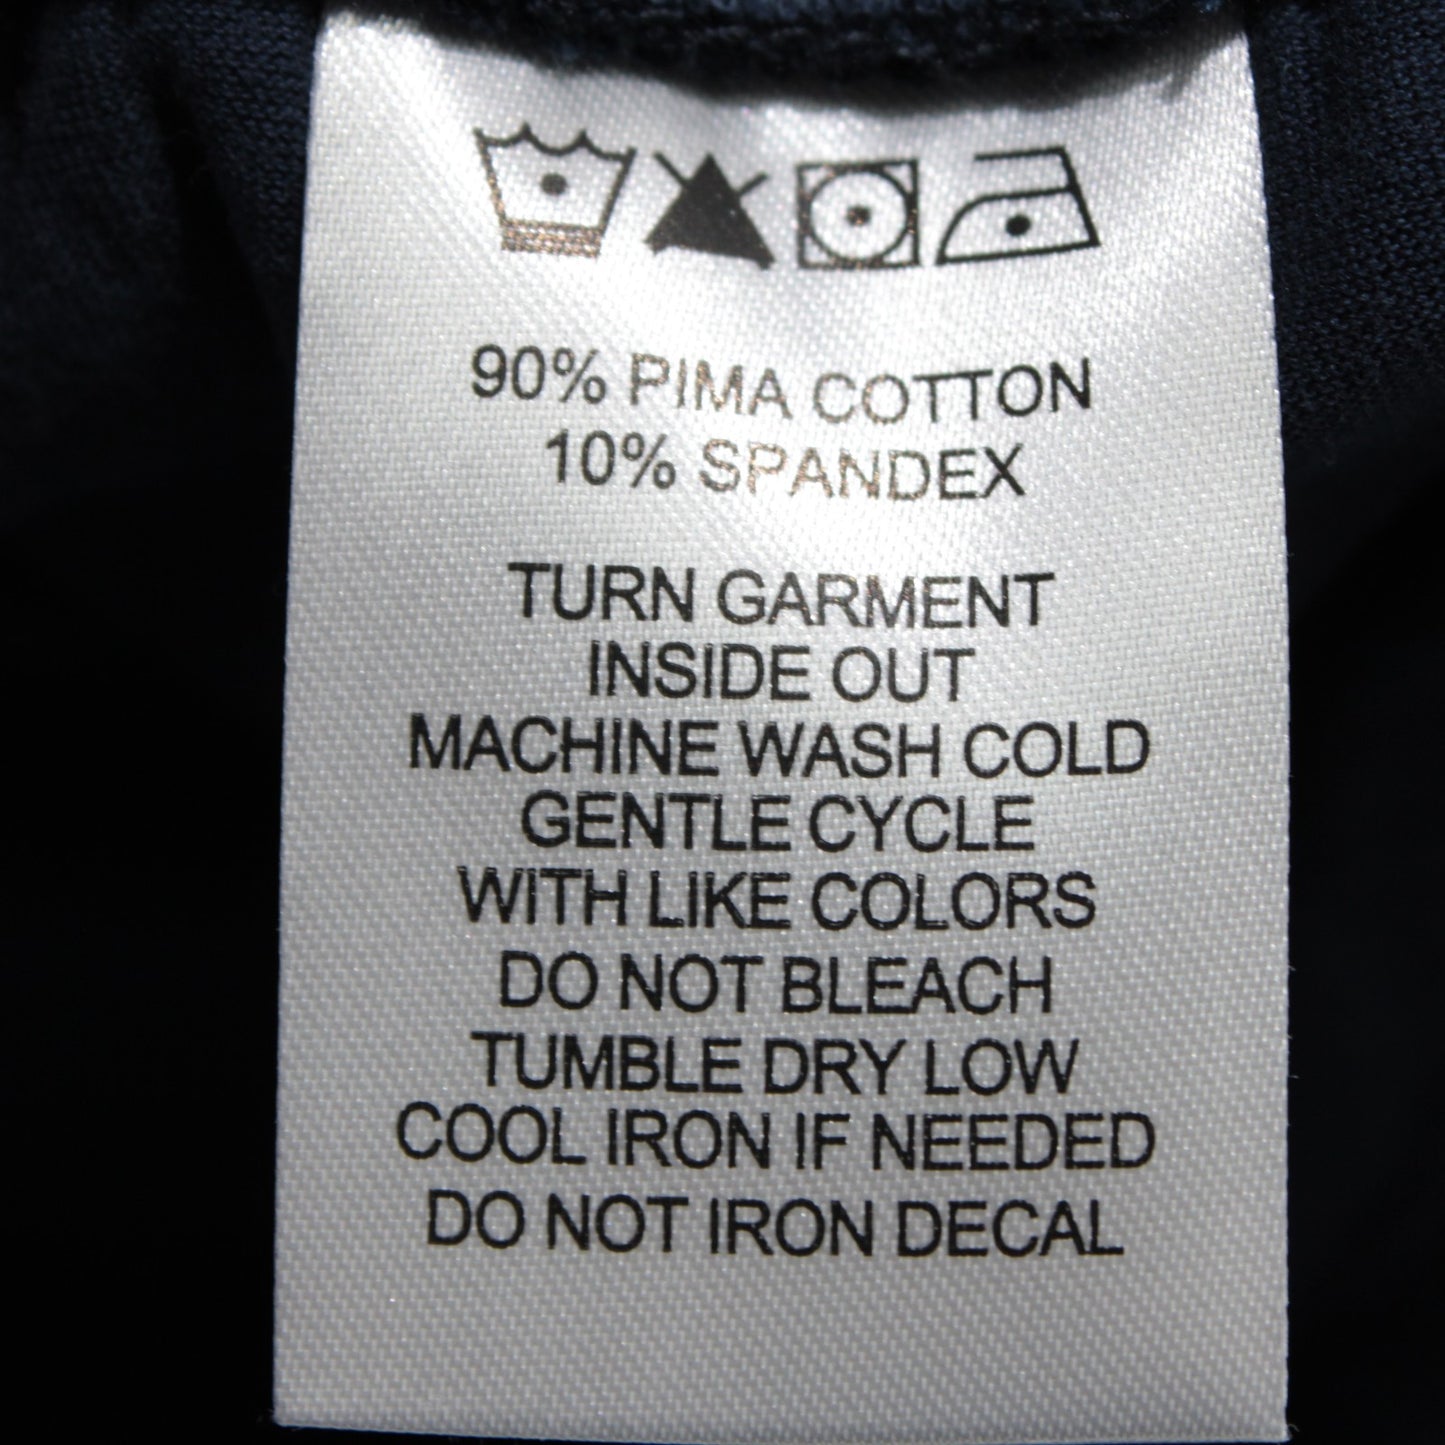 90% PIMA COTTON
10% SPANDEX
TURN GARMENT
INSIDE OUT
MACHINE WASH COLD
GENTLE CYCLE
WITH LIKE COLORS
DO NOT BLEACH
TUMBLE DRY LOW
COOL IRON IF NEEDED
DO NOT IRON DECAL